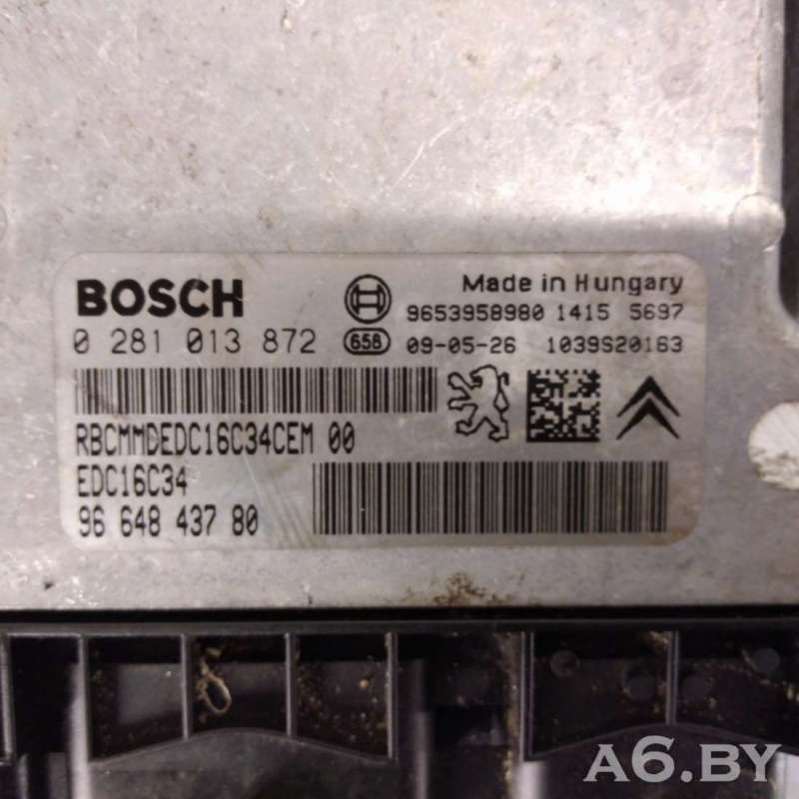 BOSCH
Made in Hungary
9653958980 1415 5697
0 281 013 872 658 09-05-26 1039S20163
RBCMMDEDC16C34CEM 00
EDC16C34
96 648 437 80
A6.BY